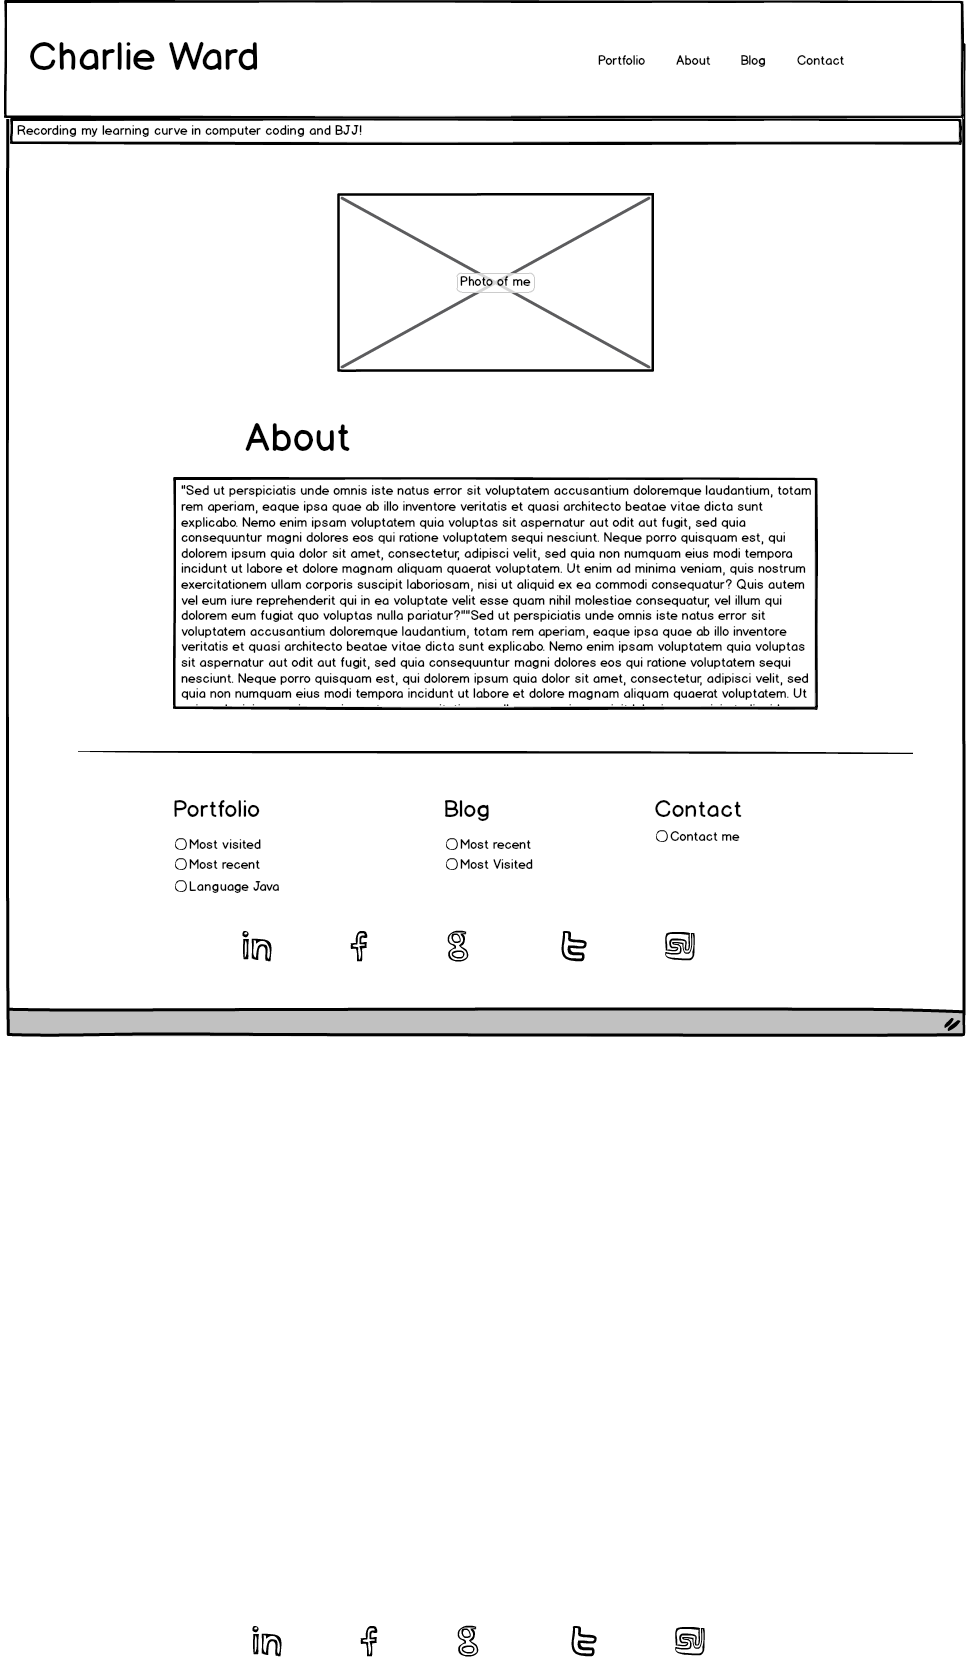 Charlie Ward
Portfolio About Blog Contact
Recording my learning curve in computer coding and BJJ!
Photo of me
About
"Sed ut perspiciatis unde omnis iste natus error sit voluptatem accusantium doloremque laudantium, totam
rem aperiam, eaque ipsa quae ab illo inventore veritatis et quasi architecto beatae vitae dicta sunt
explicabo. Nemo enim ipsam voluptatem quia voluptas sit aspernatur aut odit aut fugit, sed quia
consequuntur magni dolores eos qui ratione voluptatem sequi nesciunt. Neque porro quisquam est, qui
dolorem ipsum quia dolor sit amet, consectetur, adipisci velit, sed quia non numquam eius modi tempora
incidunt ut labore et dolore magnam aliquam quaerat voluptatem. Ut enim ad minima veniam, quis nostrum
exercitationem ullam corporis suscipit laboriosam, nisi ut aliquid ex ea commodi consequatur? Quis autem
vel eum iure reprehenderit qui in ea voluptate velit esse quam nihil molestiae consequatur, vel illum qui
dolorem eum fugiat quo voluptas nulla pariatur?""Sed ut perspiciatis unde omnis iste natus error sit
voluptatem accusantium doloremque laudantium, totam rem aperiam, eaque ipsa quae ab illo inventore
veritatis et quasi architecto beatae vitae dicta sunt explicabo. Nemo enim ipsam voluptatem quia voluptas
sit aspernatur aut odit aut fugit, sed quia consequuntur magni dolores eos qui ratione voluptatem sequi
nesciunt. Neque porro quisquam est, qui dolorem ipsum quia dolor sit amet, consectetur, adipisci velit, sed
quia non numquam eius modi tempora incidunt ut labore et dolore magnam aliquam quaerat voluptatem. Ut
Portfolio
Most visited
Most recent
Language Java
Blog
Most recent
Most Visited
Contact
Contact me
in f g t su
in f g t su